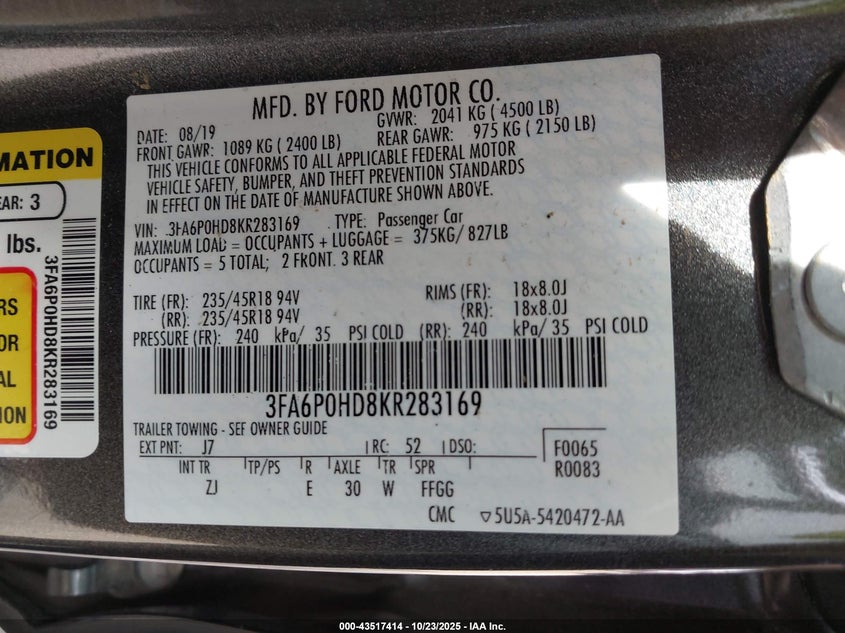 MATION
EAR: 3
lbs.
RS
OR
AL
ION
3FA6P0HD8KR283169
MFD. BY FORD MOTOR CO.
DATE: 08/19 GVWR: 2041 KG ( 4500 LB)
FRONT GAWR: 1089 KG ( 2400 LB) REAR GAWR: 975 KG ( 2150 LB)
THIS VEHICLE CONFORMS TO ALL APPLICABLE FEDERAL MOTOR
VEHICLE SAFETY, BUMPER, AND THEFT PREVENTION STANDARDS
IN EFFECT ON THE DATE OF MANUFACTURE SHOWN ABOVE.
VIN: 3FA6P0HD8KR283169 TYPE: Passenger Car
MAXIMUM LOAD = OCCUPANTS + LUGGAGE = 375KG/ 827LB
OCCUPANTS = 5 TOTAL; 2 FRONT. 3 REAR
TIRE (FR): 235/45R18 94V RIMS (FR): 18x8.0J
(RR): 235/45R18 94V (RR): 18x8.0J
PRESSURE (FR): 240 kPa/ 35 PSI COLD (RR): 240 kPa/ 35 PSI COLD
3FA6P0HD8KR283169
TRAILER TOWING - SEE OWNER GUIDE
EXT PNT: J7 RC: 52 DSO: F0065
INT TR TP/PS R AXLE TR SPR R0083
ZJ E 30 W FFGG
CMC ▽5U5A-5420472-AA
000-43517414 - 10/23/2025 - IAA Inc.